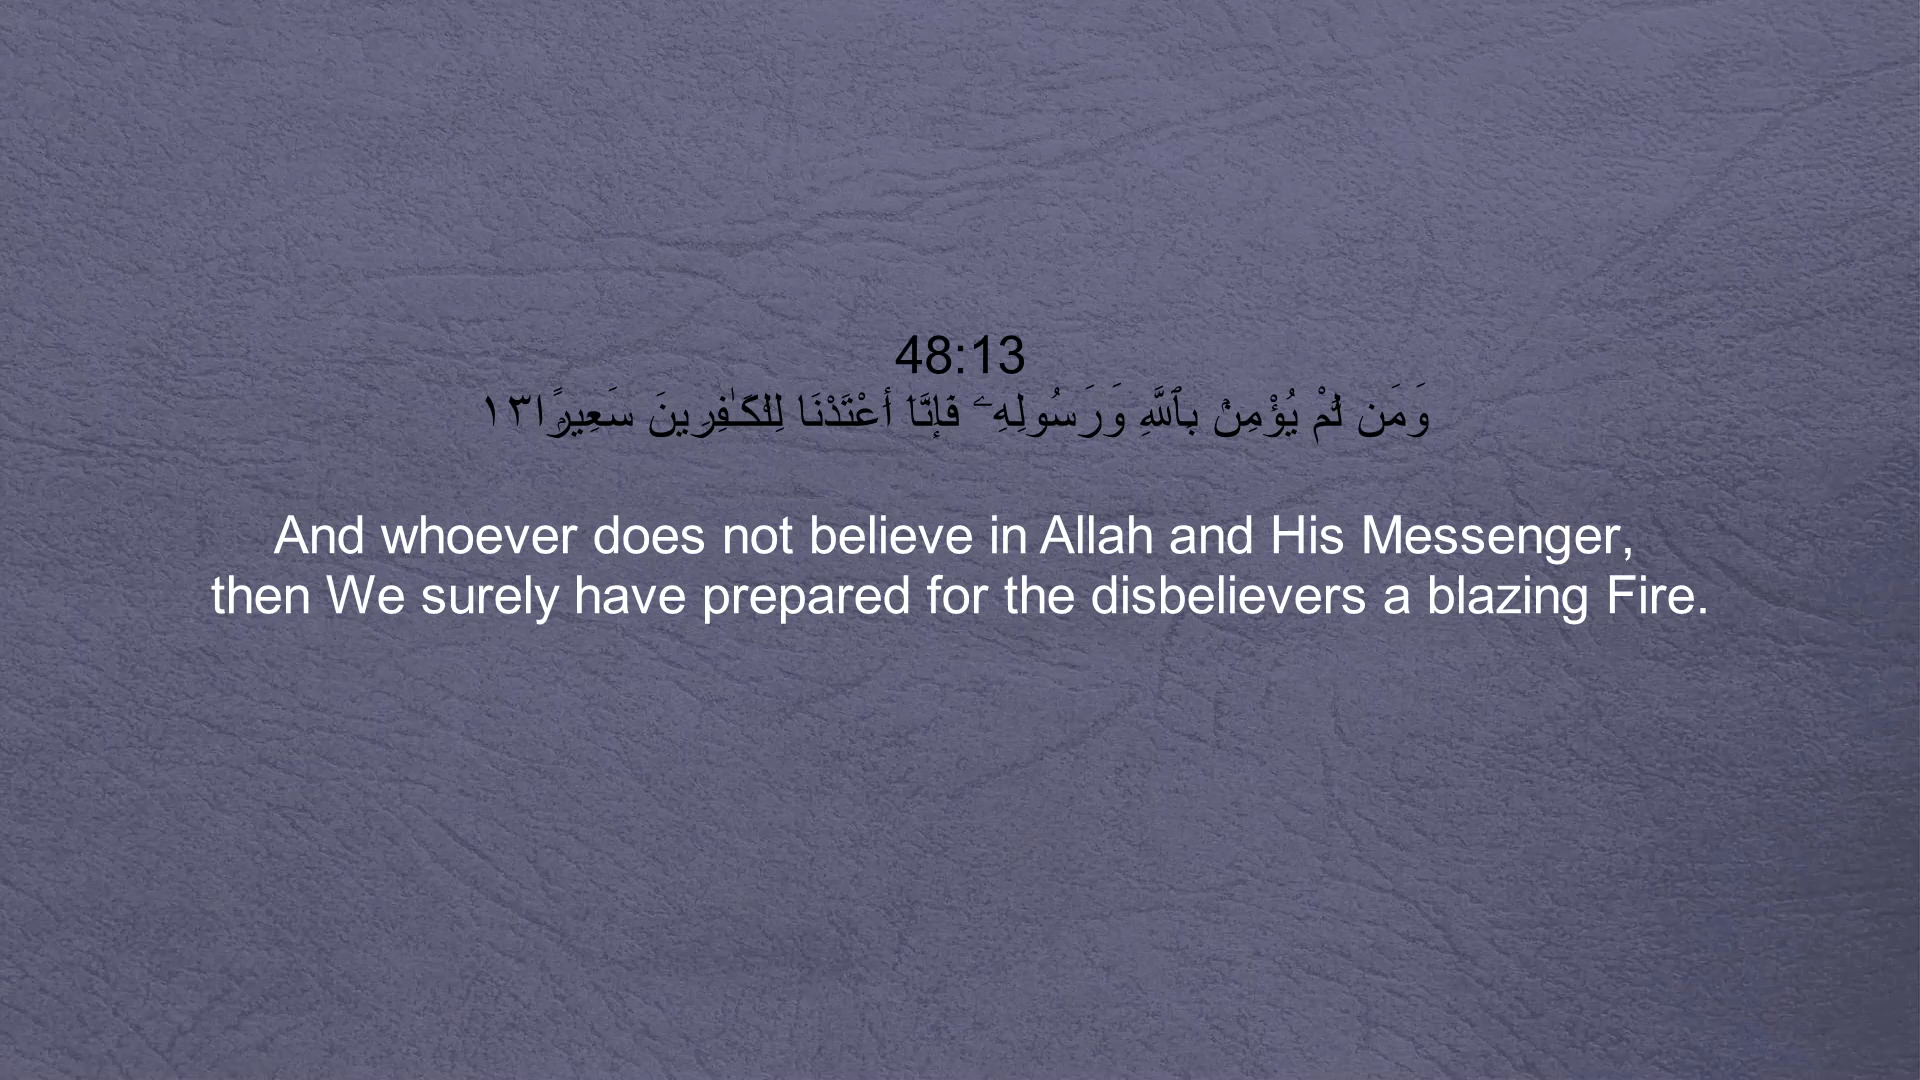 48:13
وَمَن لَّمْ يُؤْمِنۢ بِٱللَّهِ وَرَسُولِهِۦ فَإِنَّآ أَعْتَدْنَا لِلْكَـٰفِرِينَ سَعِيرًۭا ١٣
And whoever does not believe in Allah and His Messenger,
then We surely have prepared for the disbelievers a blazing Fire.